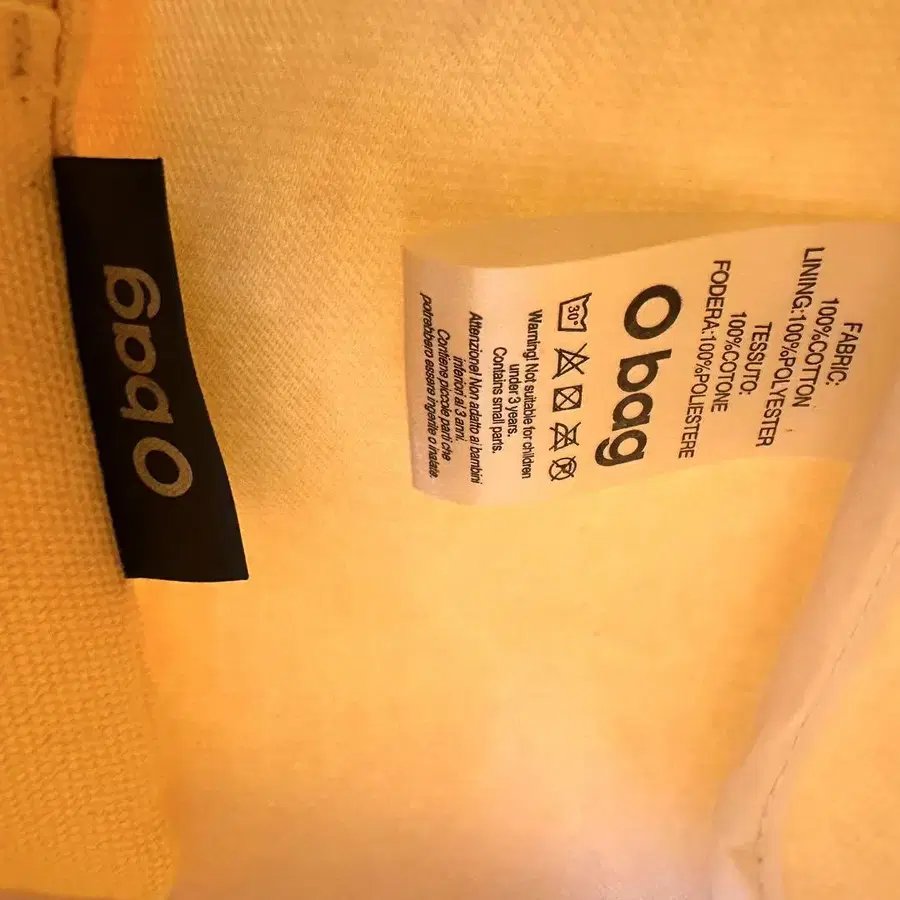 O bag
FABRIC:
100%COTTON
LINING:100%POLYESTER
TESSUTO:
100%COTONE
FODERA:100%POLIESTERE
O bag
30°
Warning! Not suitable for children
under 3 years.
Contains small parts.
Attenzione! Non adatto ai bambini
inferiori ai 3 anni.
Contiene piccole parti che
potrebbero essere ingerite o inalate.